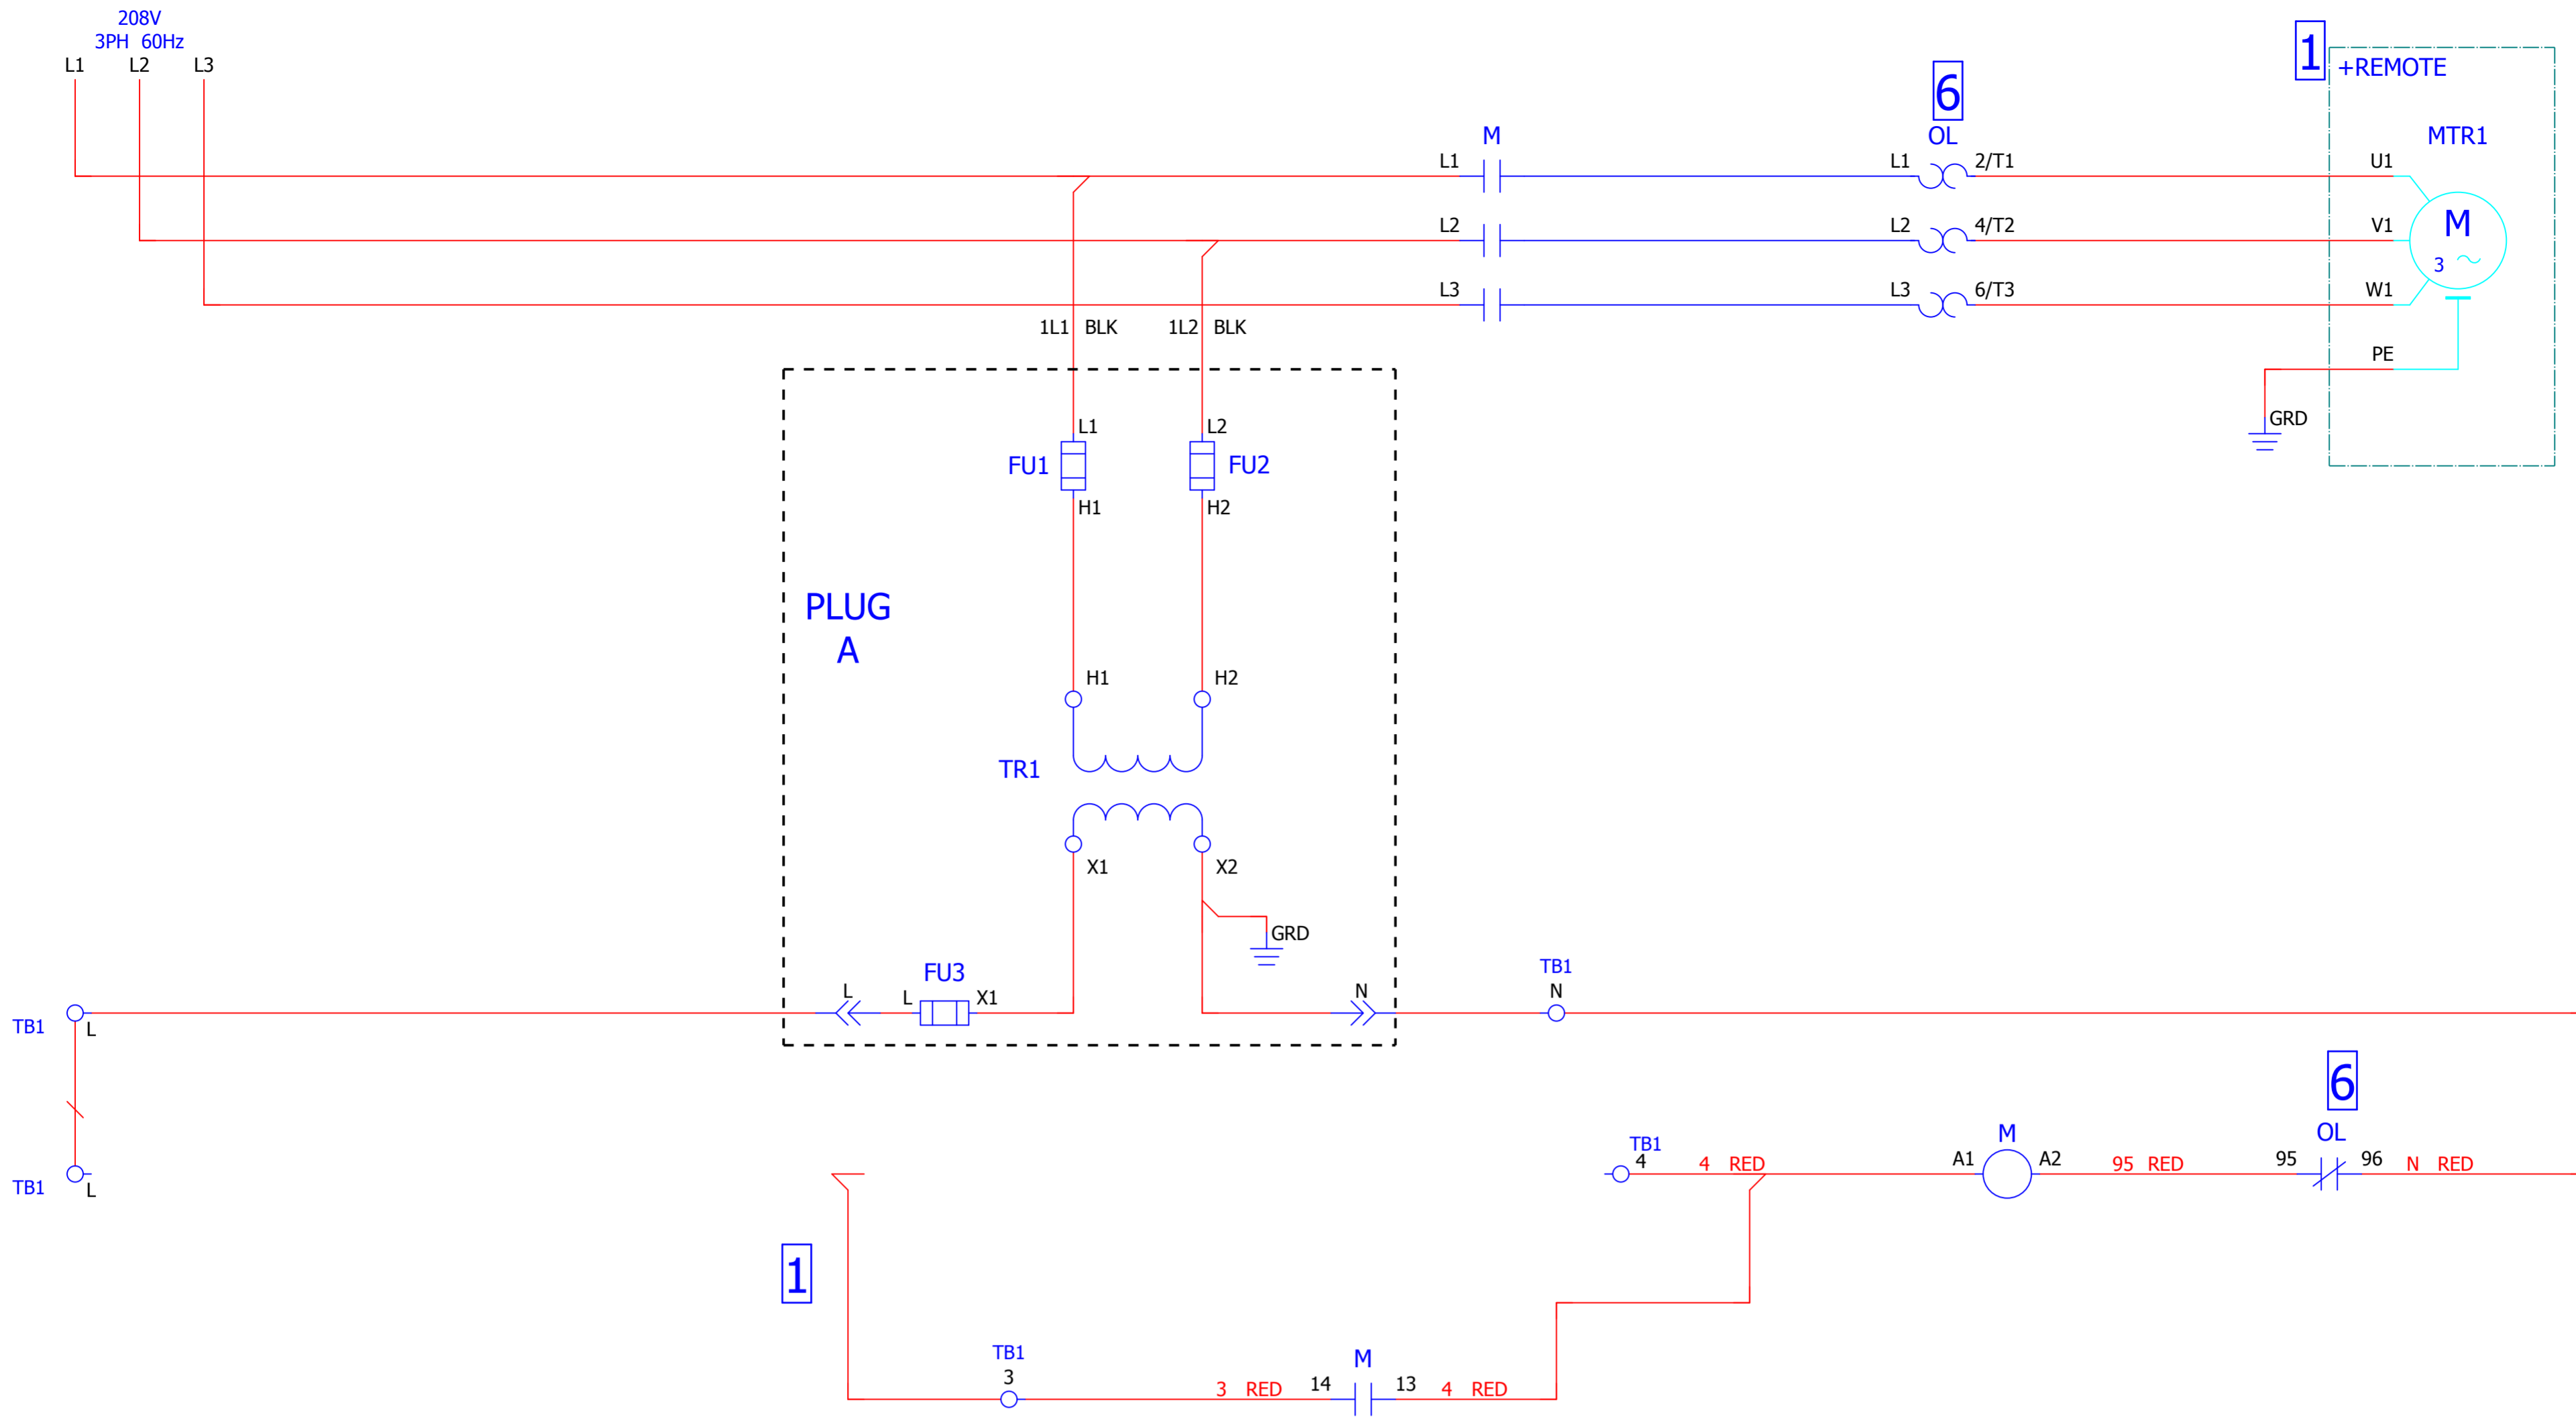 208V
3PH 60Hz
L1 L2 L3
1
+REMOTE
6
M OL MTR1
L1 L1 2/T1 U1
M
3
L2 L2 4/T2 V1
L3 L3 6/T3 W1
1L1 BLK 1L2 BLK
PE
GRD
L1 L2
FU1 FU2
H1 H2
PLUG
A
H1 H2
TR1
X1 X2
GRD
FU3
L L X1 N
TB1
N
TB1 L
6
TB1 M OL
4 4 RED A1 A2 95 RED 95 96 N RED
TB1 L
1
TB1 M
3 3 RED 14 13 4 RED